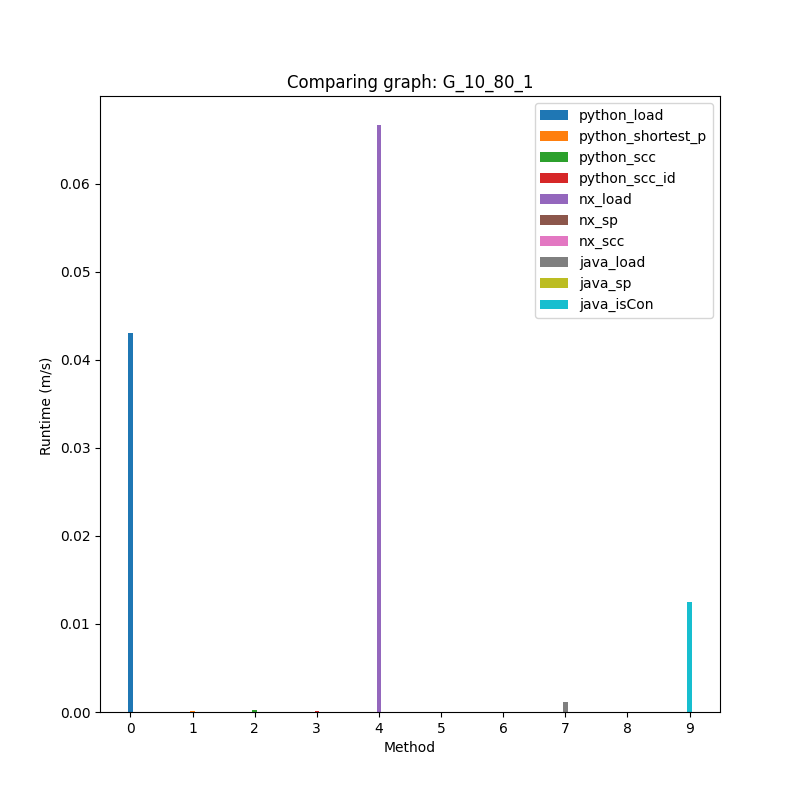 Comparing graph: G_10_80_1
python_load
python_shortest_p
python_scc
python_scc_id
nx_load
nx_sp
nx_scc
java_load
java_sp
java_isCon
0.06
0.05
0.04
0.03
0.02
0.01
0.00
Runtime (m/s)
0 1 2 3 4 5 6 7 8 9
Method